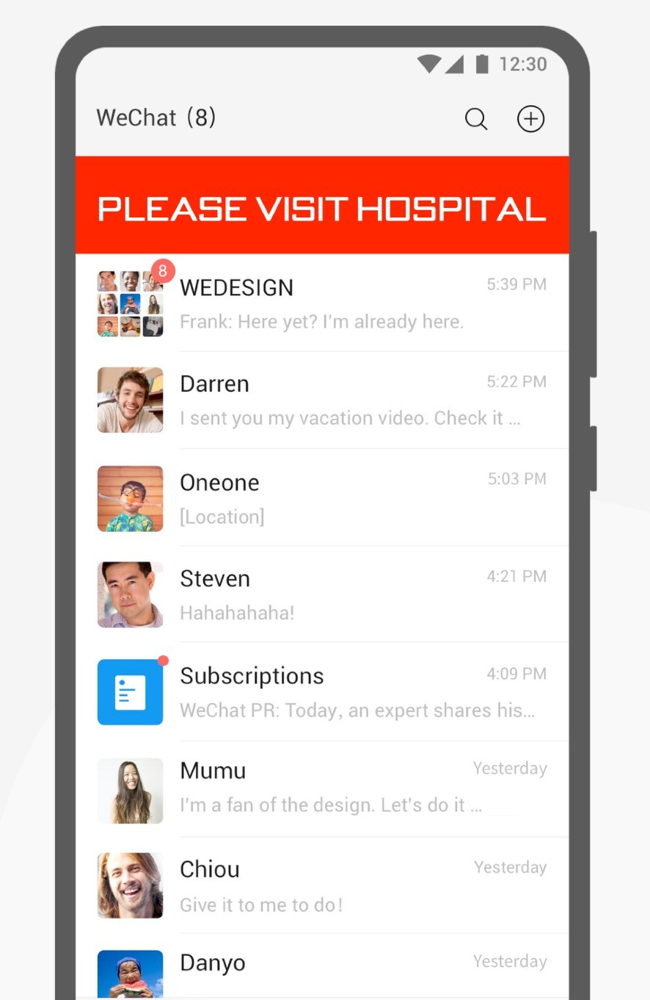 12:30
WeChat (8)
PLEASE VISIT HOSPITAL
8
WEDESIGN 5:39 PM
Frank: Here yet? I'm already here.
Darren 5:22 PM
I sent you my vacation video. Check it ...
Oneone 5:03 PM
[Location]
Steven 4:21 PM
Hahahahaha!
Subscriptions 4:09 PM
WeChat PR: Today, an expert shares his...
Mumu Yesterday
I'm a fan of the design. Let's do it ...
Chiou Yesterday
Give it to me to do!
Danyo Yesterday